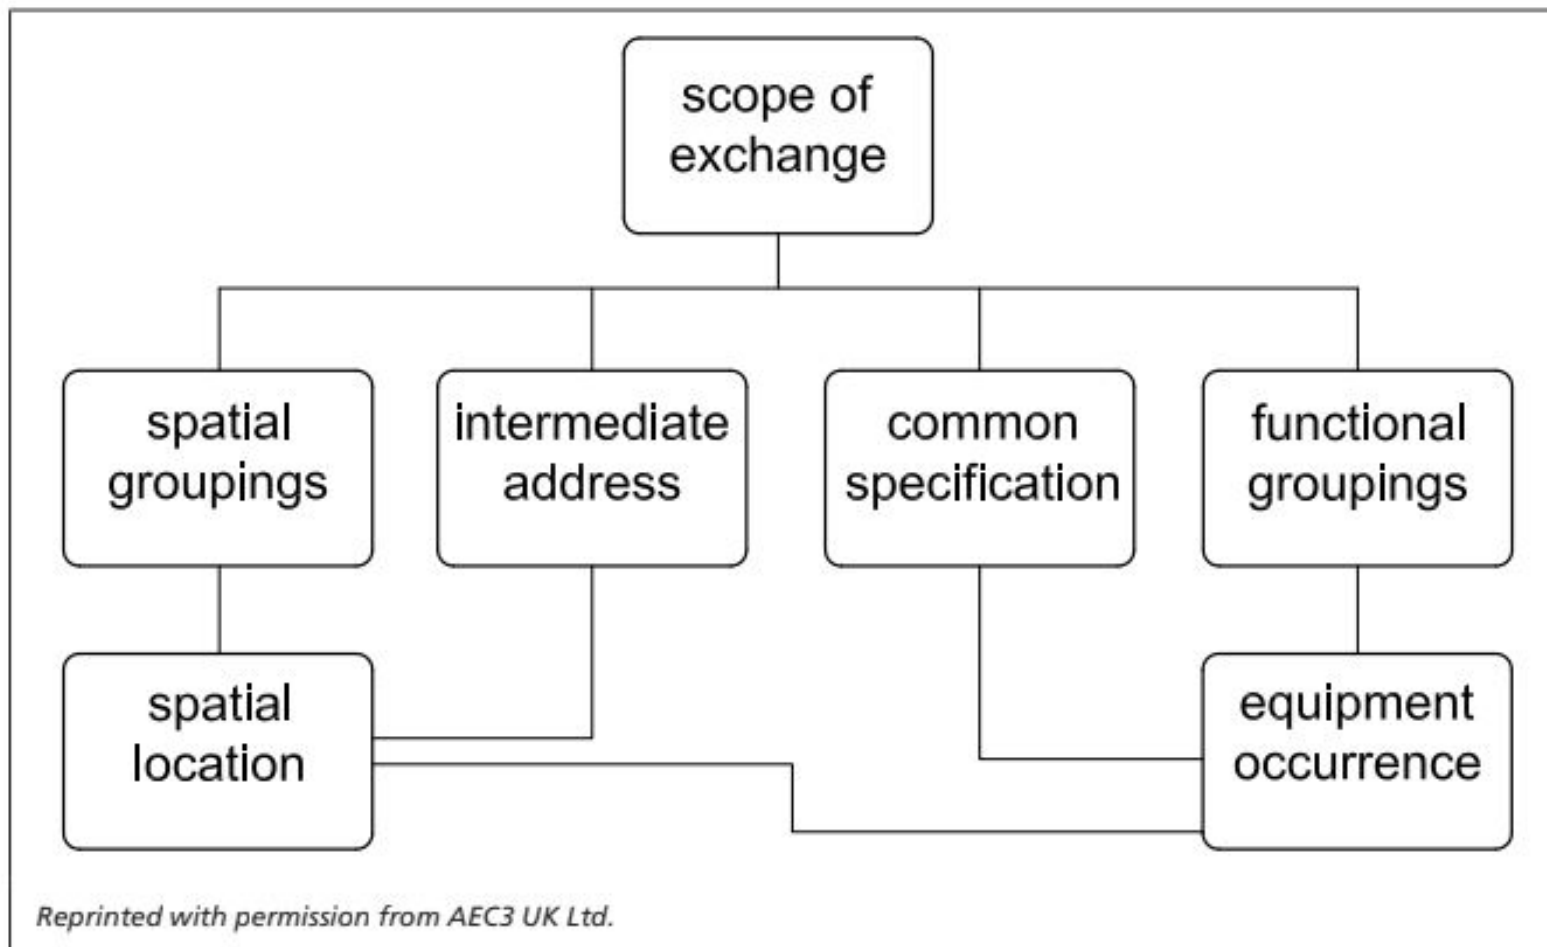 scope of
exchange
spatial
groupings
intermediate
address
common
specification
functional
groupings
spatial
location
equipment
occurrence
Reprinted with permission from AEC3 UK Ltd.